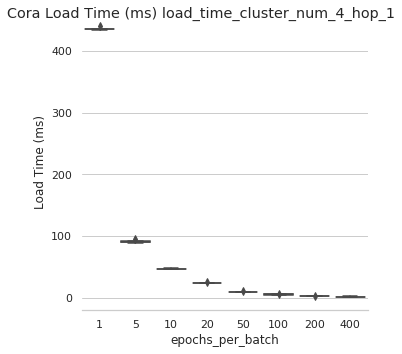 Cora Load Time (ms) load_time_cluster_num_4_hop_1
400
300
200
100
0
Load Time (ms)
1 5 10 20 50 100 200 400
epochs_per_batch